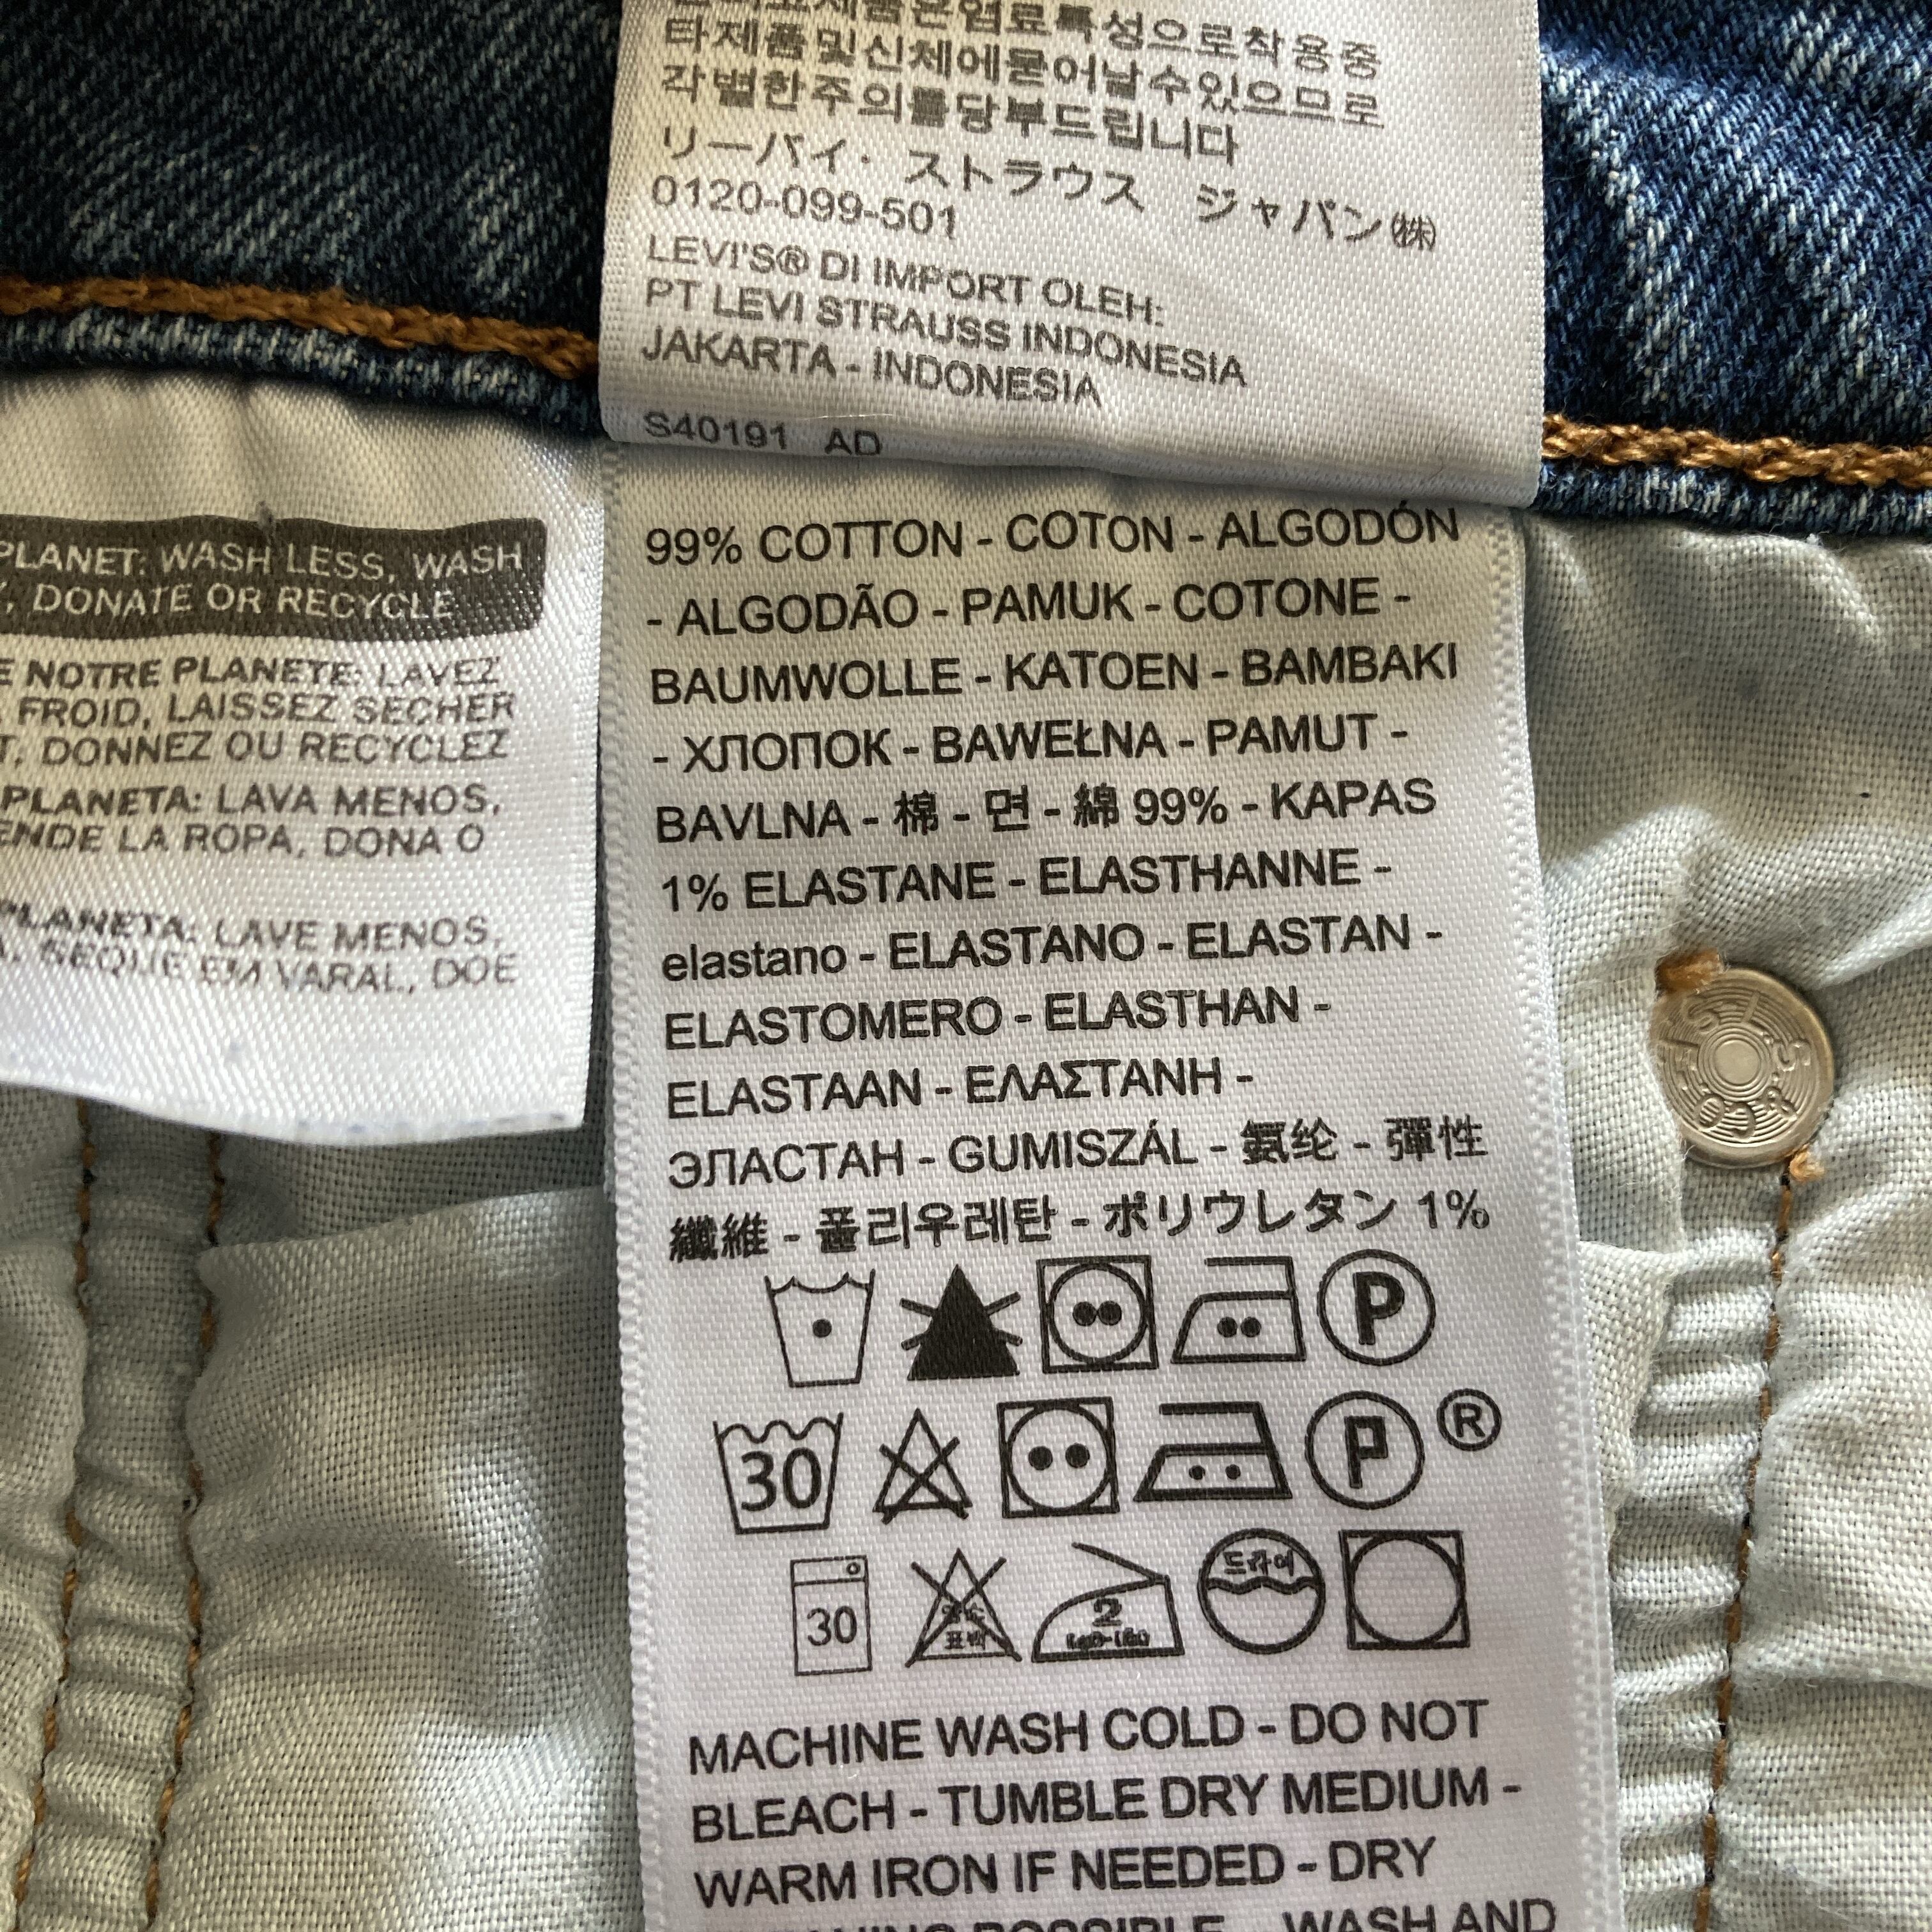 타제품및신체에묻어날수있으므로
각별한주의를당부드립니다
リーバイ・ストラウス ジャパン㈱
0120-099-501
LEVI'S® DI IMPORT OLEH:
PT LEVI STRAUSS INDONESIA
JAKARTA - INDONESIA
S40191 AD
PLANET: WASH LESS, WASH
, DONATE OR RECYCLE
NOTRE PLANETE: LAVEZ
FROID, LAISSEZ SECHER
, DONNEZ OU RECYCLEZ
PLANETA: LAVA MENOS,
LA ROPA, DONA O
PLANETA: LAVE MENOS,
SEQUE EM VARAL, DOE
99% COTTON - COTON - ALGODÓN
- ALGODÃO - PAMUK - COTONE -
BAUMWOLLE - KATOEN - BAMBAKI
- ХЛОПОК - BAWEŁNA - PAMUT -
BAVLNA - 棉 - 면 - 綿 99% - KAPAS
1% ELASTANE - ELASTHANNE -
elastano - ELASTANO - ELASTAN -
ELASTOMERO - ELASTHAN -
ELASTAAN - ΕΛΑΣΤΑΝΗ -
ЭЛАСТАН - GUMISZÁL - 氨纶 - 彈性
纖維 - 폴리우레탄 - ポリウレタン 1%
P
30 P ®
30 표백 2 140-160 드라이
MACHINE WASH COLD - DO NOT
BLEACH - TUMBLE DRY MEDIUM -
WARM IRON IF NEEDED - DRY
POSSIBLE - WASH AND